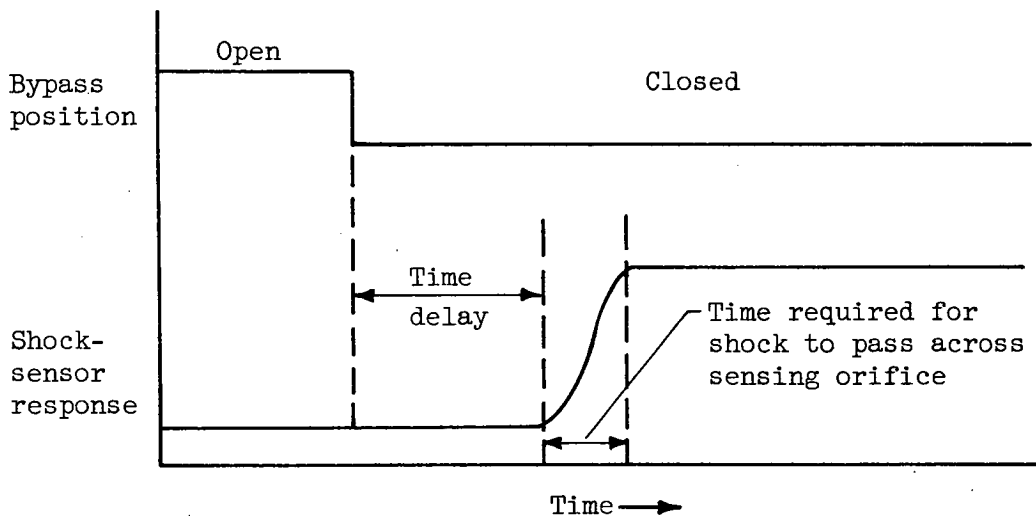 Open
Bypass
position
Closed
Time
delay
Shock-
sensor
response
Time required for
shock to pass across
sensing orifice
Time